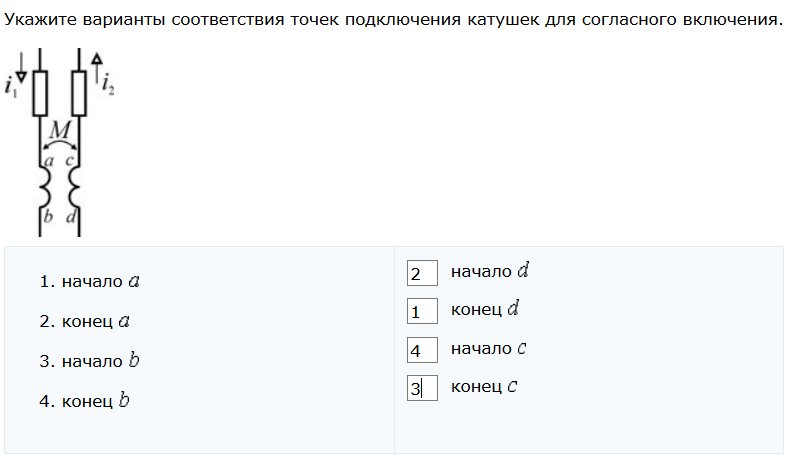 Укажите варианты соответствия точек подключения катушек для согласного включения.
i₁ i₂
M
a c
b d
1. начало a
2. конец a
3. начало b
4. конец b
2 начало d
1 конец d
4 начало c
3 конец c